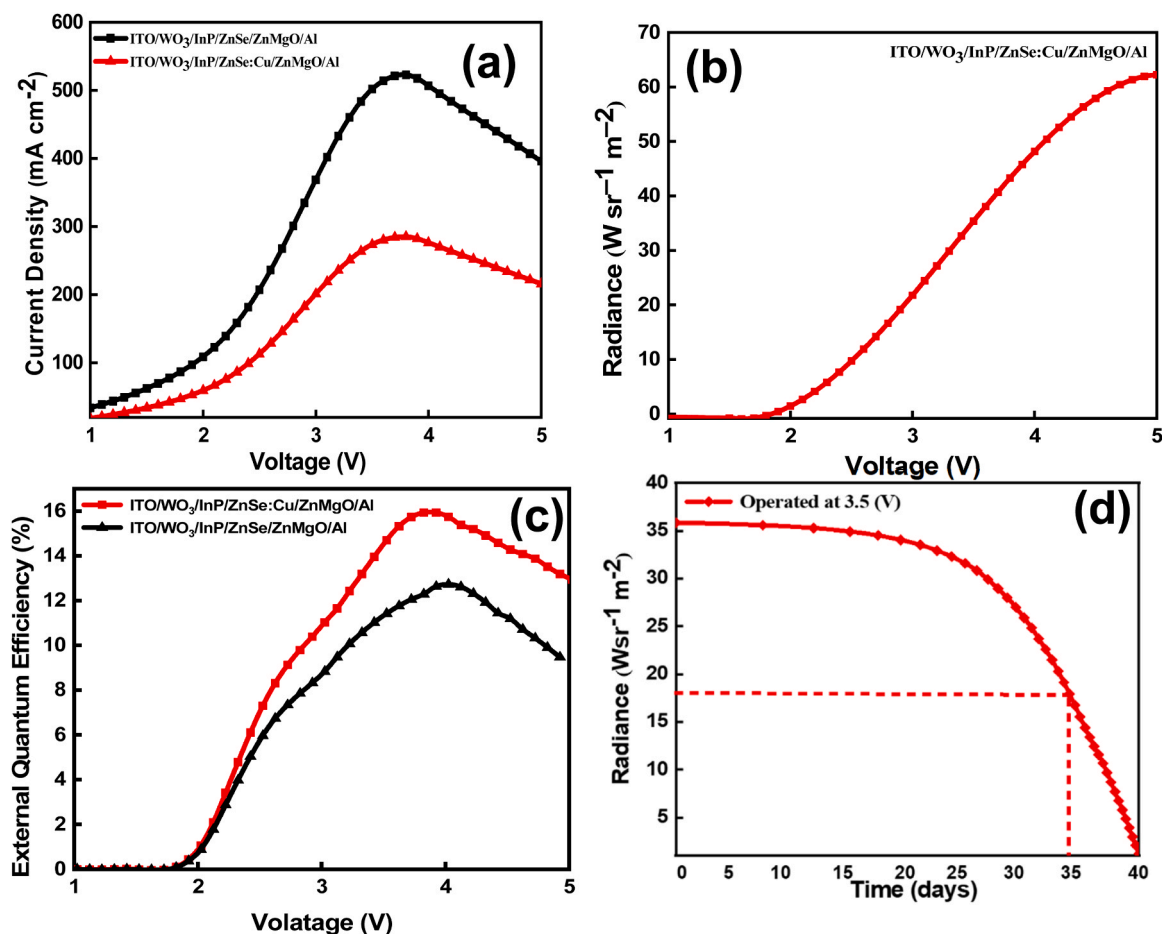 (a)
ITO/WO3/InP/ZnSe/ZnMgO/Al
ITO/WO3/InP/ZnSe:Cu/ZnMgO/Al
Current Density (mA cm-2)
600
500
400
300
200
100
1 2 3 4 5
Voltage (V)
(b)
ITO/WO3/InP/ZnSe:Cu/ZnMgO/Al
Radiance (W sr−1 m−2)
70
60
50
40
30
20
10
0
1 2 3 4 5
Voltage (V)
(c)
ITO/WO3/InP/ZnSe:Cu/ZnMgO/Al
ITO/WO3/InP/ZnSe/ZnMgO/Al
External Quantum Efficiency (%)
16
14
12
10
8
6
4
2
0
1 2 3 4 5
Volatage (V)
(d)
Operated at 3.5 (V)
Radiance (Wsr-1 m-2)
40
35
30
25
20
15
10
5
0 5 10 15 20 25 30 35 40
Time (days)